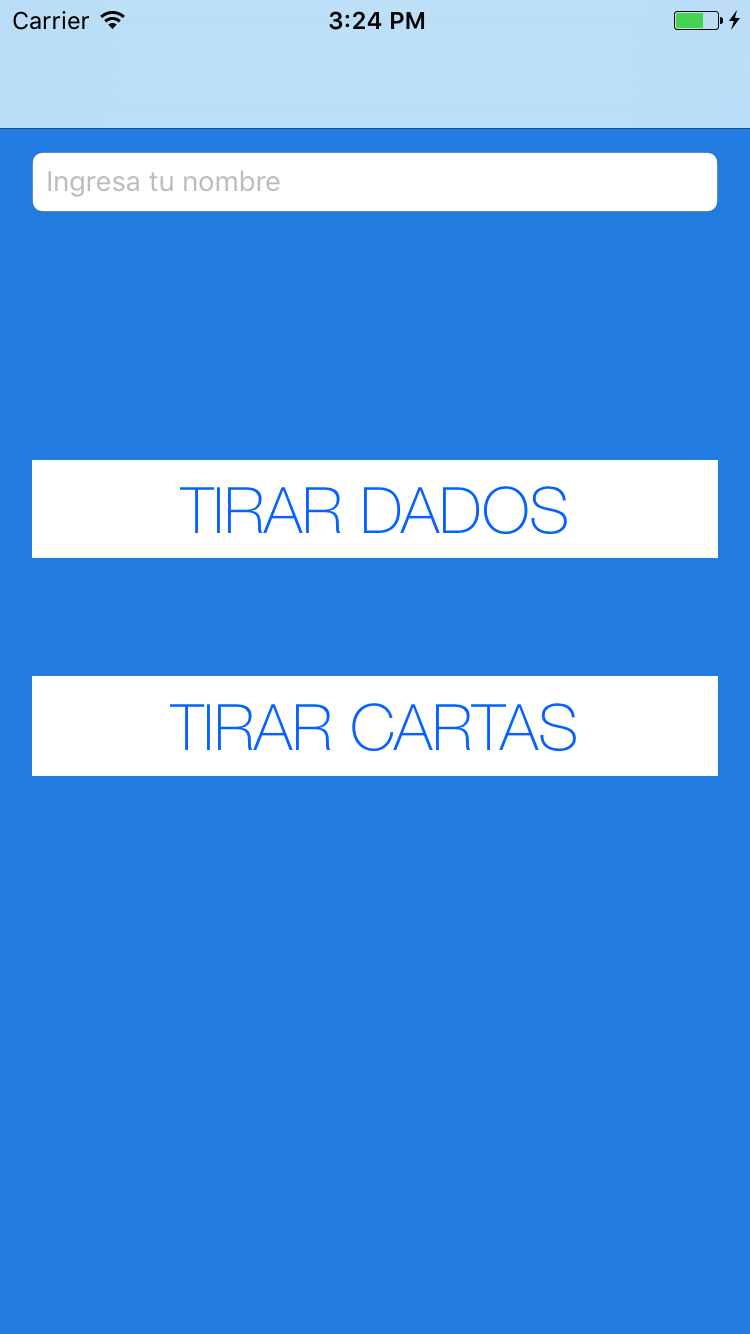 Carrier 3:24 PM
Ingresa tu nombre
TIRAR DADOS
TIRAR CARTAS